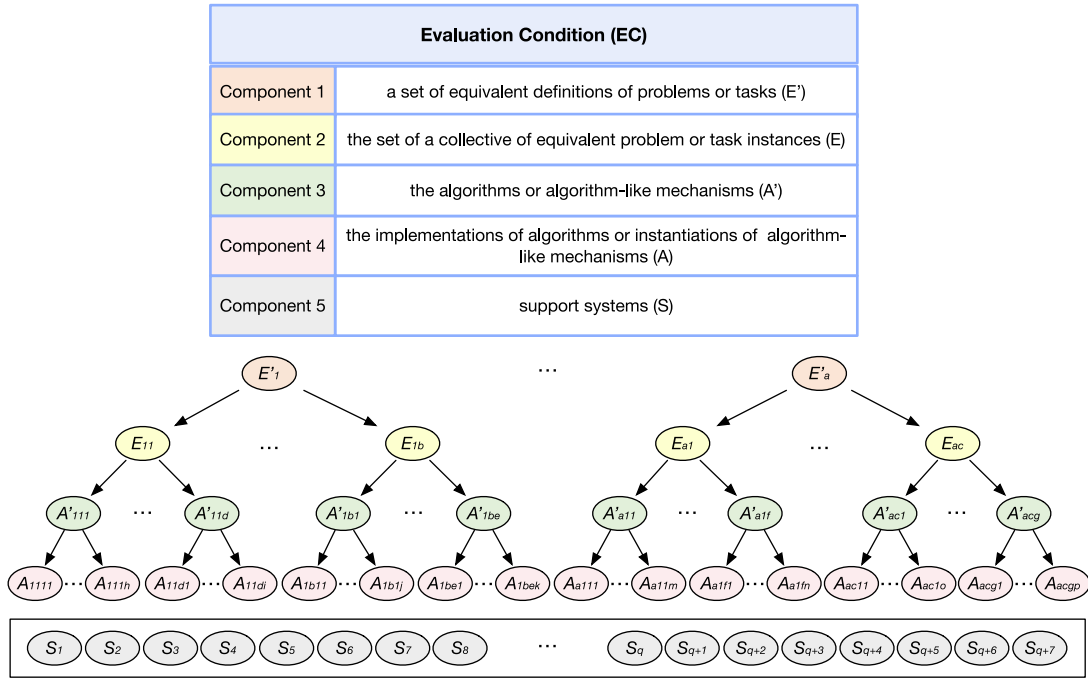 Evaluation Condition (EC)
Component 1 a set of equivalent definitions of problems or tasks (E')
Component 2 the set of a collective of equivalent problem or task instances (E)
Component 3 the algorithms or algorithm-like mechanisms (A')
Component 4 the implementations of algorithms or instantiations of algorithm-
like mechanisms (A)
Component 5 support systems (S)
E'1 ... E'a
E11 ... E1b Ea1 ... Eac
A'111 ... A'11d A'1b1 ... A'1be A'a11 ... A'a1f A'ac1 ... A'acg
A1111 ... A111h A11d1 ... A11di A1b11 ... A1b1j A1be1 ... A1bek Aa111 ... Aa11m Aa1f1 ... Aa1fn Aac11 ... Aac1o Aacg1 ... Aacgp
S1 S2 S3 S4 S5 S6 S7 S8 ... Sq Sq+1 Sq+2 Sq+3 Sq+4 Sq+5 Sq+6 Sq+7